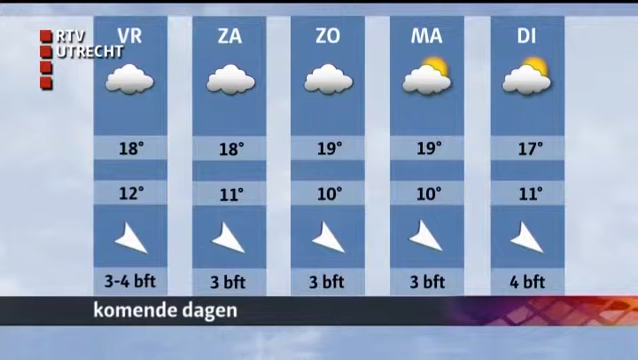 RTV
UTRECHT
VR ZA ZO MA DI
18° 18° 19° 19° 17°
12° 11° 10° 10° 11°
3-4 bft 3 bft 3 bft 3 bft 4 bft
komende dagen